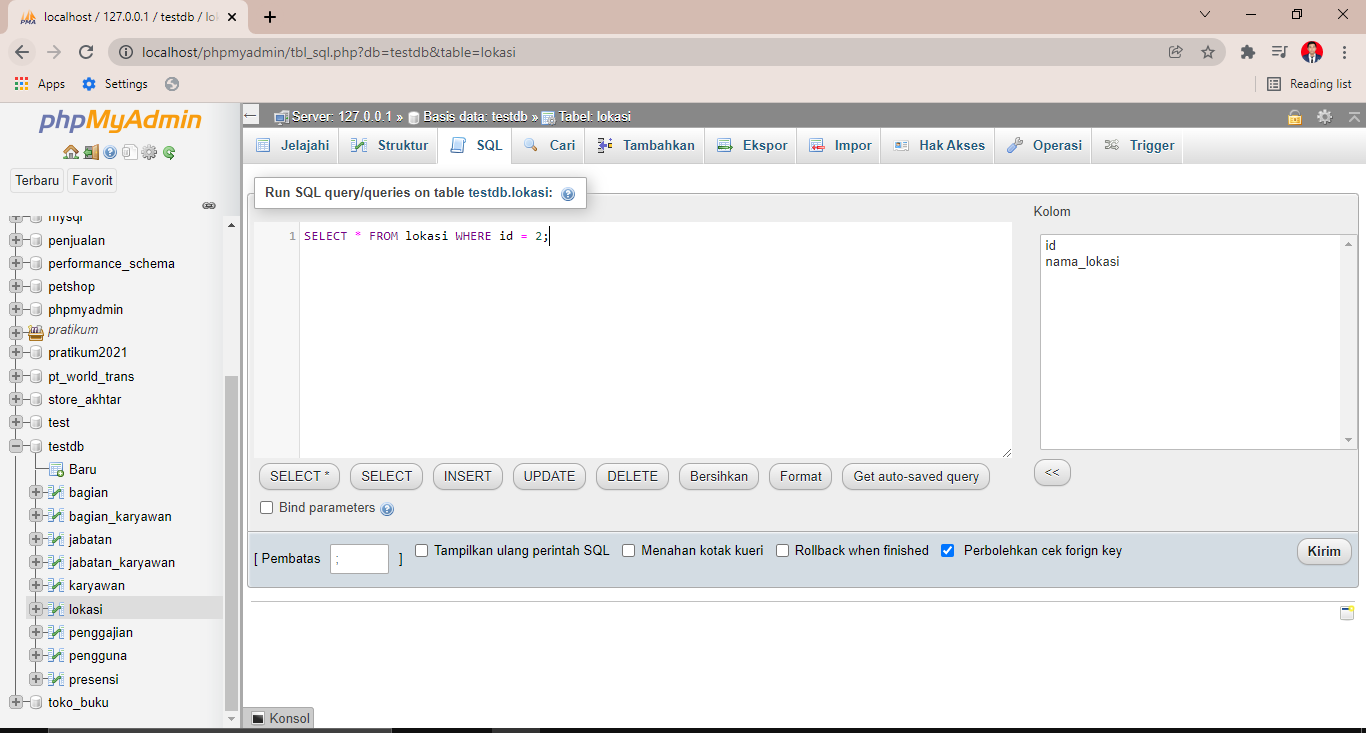 localhost / 127.0.0.1 / testdb / lok
localhost/phpmyadmin/tbl_sql.php?db=testdb&table=lokasi
Apps Settings Reading list
phpMyAdmin
Terbaru Favorit
mysql
penjualan
performance_schema
petshop
phpmyadmin
pratikum
pratikum2021
pt_world_trans
store_akhtar
test
testdb
Baru
bagian
bagian_karyawan
jabatan
jabatan_karyawan
karyawan
lokasi
penggajian
pengguna
presensi
toko_buku
Server: 127.0.0.1 » Basis data: testdb » Tabel: lokasi
Jelajahi Struktur SQL Cari Tambahkan Ekspor Impor Hak Akses Operasi Trigger
Run SQL query/queries on table testdb.lokasi:
1 SELECT * FROM lokasi WHERE id = 2;
Kolom
id
nama_lokasi
SELECT * SELECT INSERT UPDATE DELETE Bersihkan Format Get auto-saved query <<
Bind parameters
[ Pembatas ; ] Tampilkan ulang perintah SQL Menahan kotak kueri Rollback when finished Perbolehkan cek forign key Kirim
Konsol